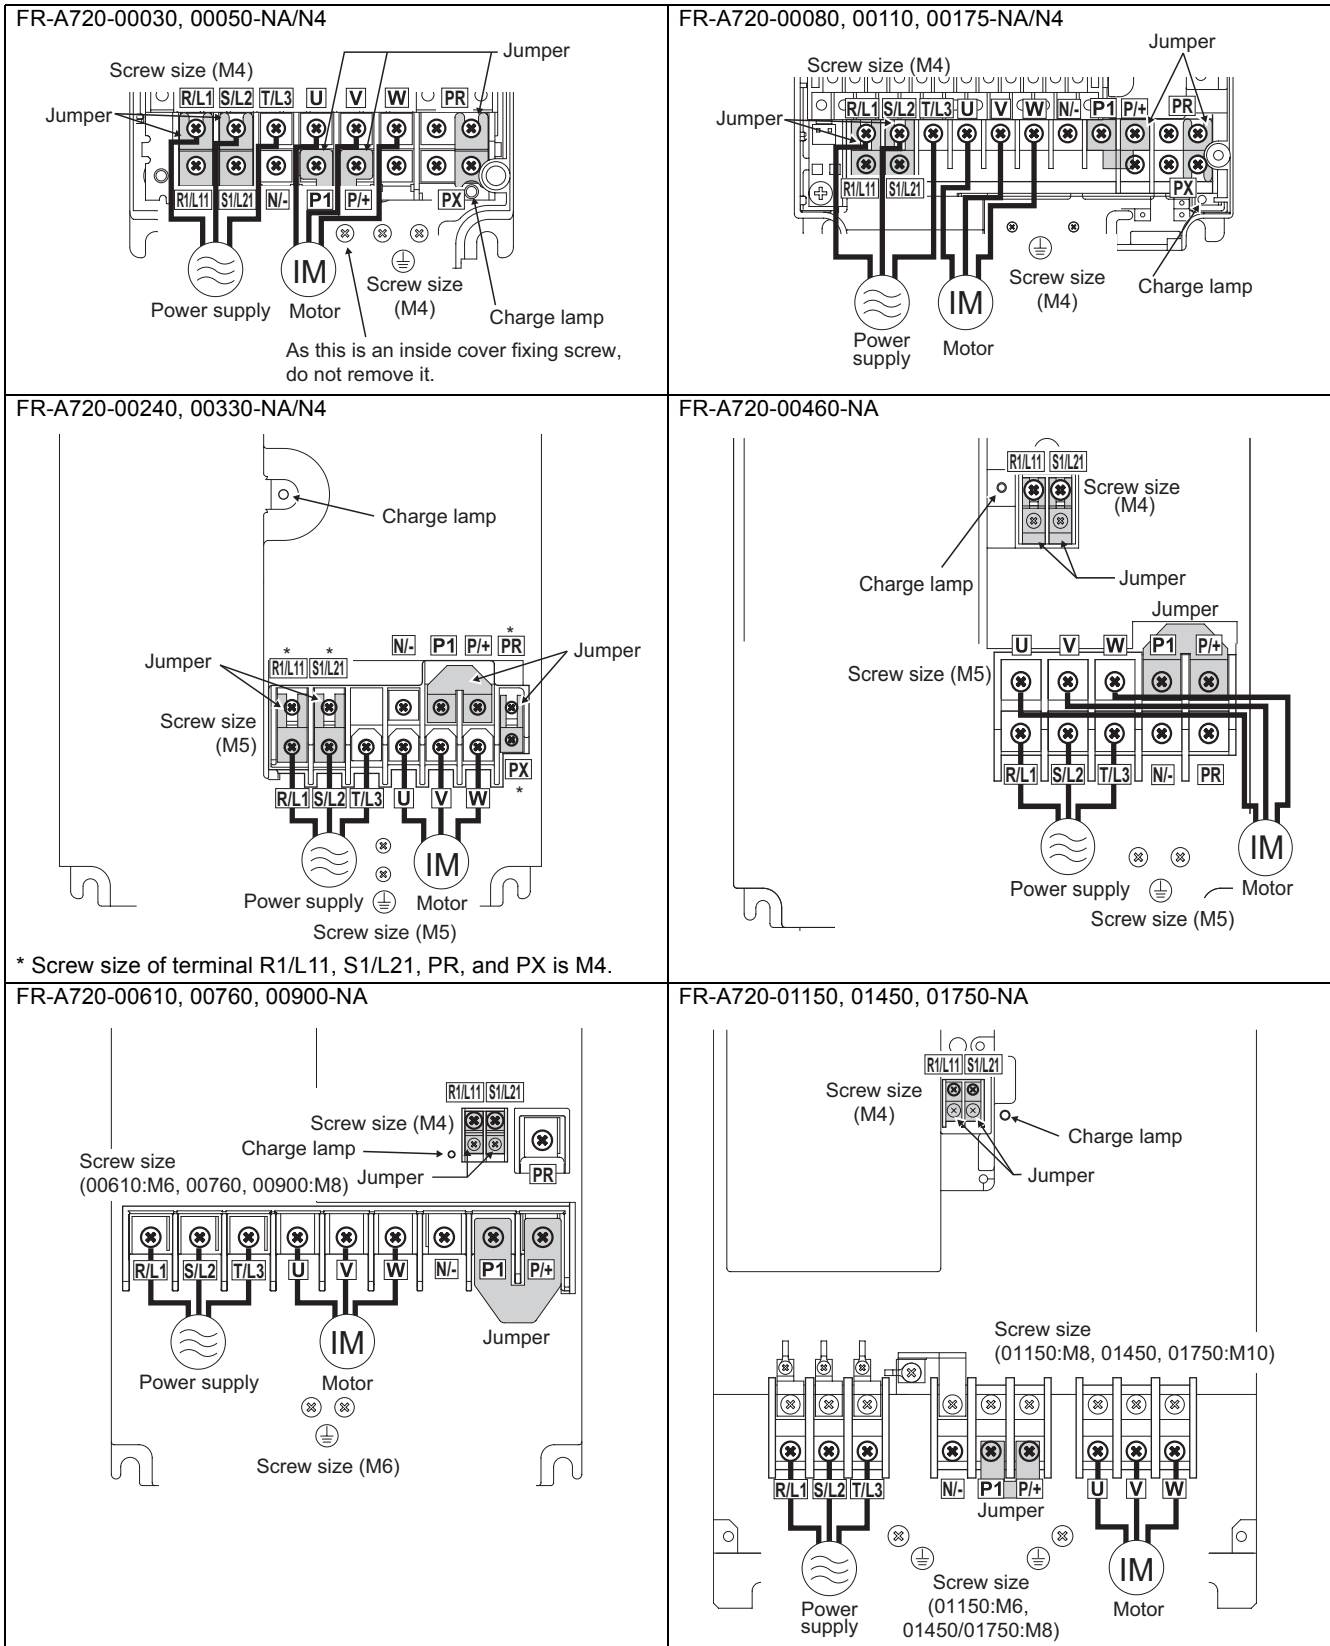 FR-A720-00030, 00050-NA/N4
Jumper
Screw size (M4)
R/L1 S/L2 T/L3 U V W PR
Jumper
R1/L11 S1/L21 N/- P1 P/+ PX
IM
Power supply Motor
Screw size
(M4)
Charge lamp
As this is an inside cover fixing screw,
do not remove it.
FR-A720-00080, 00110, 00175-NA/N4
Jumper
Screw size (M4)
R/L1 S/L2 T/L3 U V W N/- P1 P/+ PR
Jumper
R1/L11 S1/L21 PX
IM
Power
supply
Motor
Screw size
(M4)
Charge lamp
FR-A720-00240, 00330-NA/N4
Charge lamp
* * N/- P1 P/+ * PR
Jumper R1/L11 S1/L21 Jumper
Screw size
(M5)
PX
*
R/L1 S/L2 T/L3 U V W
IM
Power supply Motor
Screw size (M5)
* Screw size of terminal R1/L11, S1/L21, PR, and PX is M4.
FR-A720-00460-NA
R1/L11 S1/L21
Screw size
(M4)
Charge lamp Jumper
Jumper
U V W P1 P/+
Screw size (M5)
R/L1 S/L2 T/L3 N/- PR
IM
Power supply Motor
Screw size (M5)
FR-A720-00610, 00760, 00900-NA
R1/L11 S1/L21
Screw size (M4)
Charge lamp
Jumper
PR
Screw size
(00610:M6, 00760, 00900:M8)
R/L1 S/L2 T/L3 U V W N/- P1 P/+
Jumper
IM
Power supply Motor
Screw size (M6)
FR-A720-01150, 01450, 01750-NA
R1/L11 S1/L21
Screw size
(M4)
Charge lamp
Jumper
Screw size
(01150:M8, 01450, 01750:M10)
R/L1 S/L2 T/L3 N/- P1 P/+ U V W
Jumper
IM
Power
supply
Screw size
(01150:M6,
01450/01750:M8)
Motor